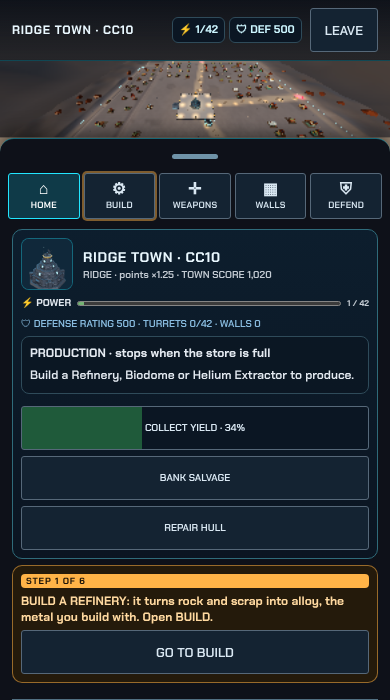 RIDGE TOWN · CC10
⚡ 1/42
🛡 DEF 500
LEAVE
HOME
BUILD
WEAPONS
WALLS
DEFEND
RIDGE TOWN · CC10
RIDGE · points ×1.25 · TOWN SCORE 1,020
⚡ POWER
1 / 42
🛡 DEFENSE RATING 500 · TURRETS 0/42 · WALLS 0
PRODUCTION · stops when the store is full
Build a Refinery, Biodome or Helium Extractor to produce.
COLLECT YIELD · 34%
BANK SALVAGE
REPAIR HULL
STEP 1 OF 6
BUILD A REFINERY: it turns rock and scrap into alloy, the
metal you build with. Open BUILD.
GO TO BUILD